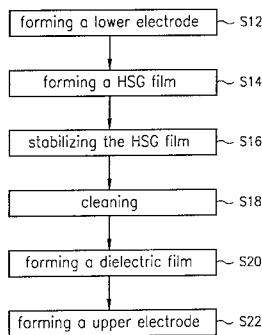 forming a lower electrode S12
forming a HSG film S14
stabilizing the HSG film S16
cleaning S18
forming a dielectric film S20
forming a upper electrode S22